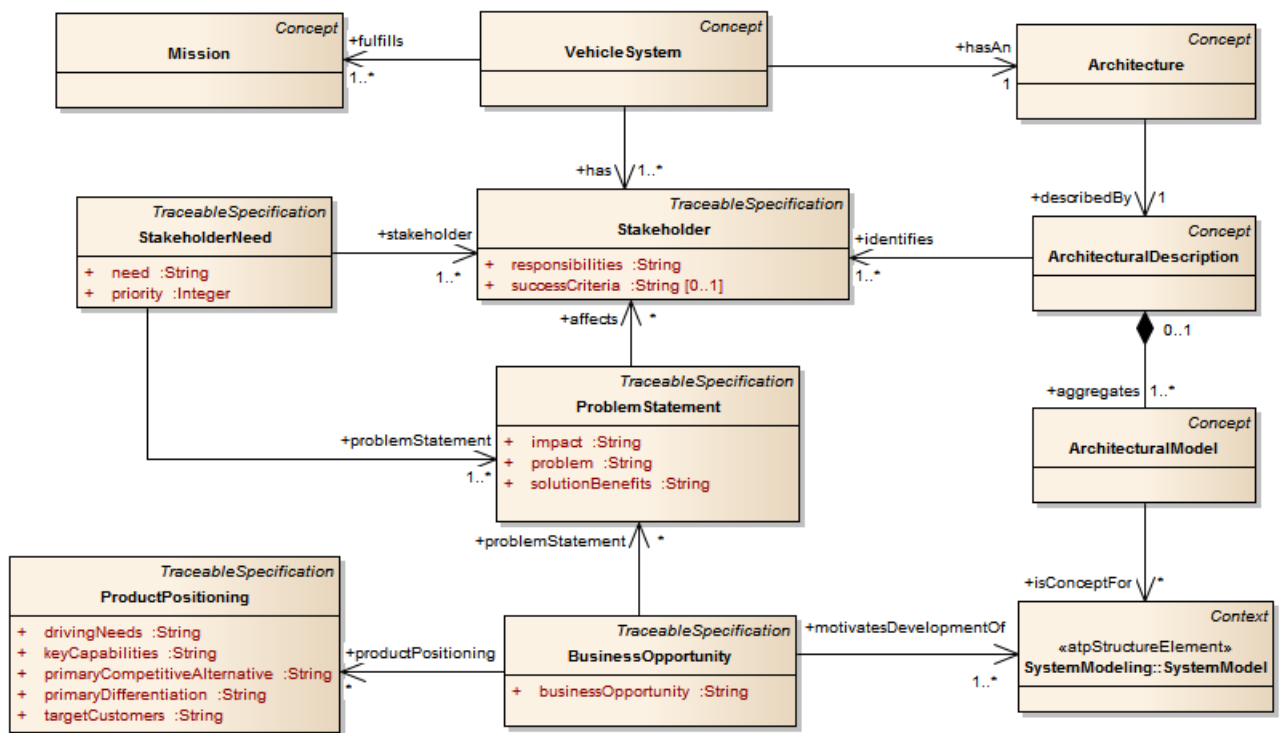 Concept
Mission
+fulfills
1..*
Concept
VehicleSystem
+hasAn
1
Concept
Architecture
+has
1..*
+describedBy
1
TraceableSpecification
StakeholderNeed
+ need :String
+ priority :Integer
+stakeholder
1..*
TraceableSpecification
Stakeholder
+ responsibilities :String
+ successCriteria :String [0..1]
+identifies
1..*
Concept
ArchitecturalDescription
0..1
+affects
*
+aggregates
1..*
TraceableSpecification
ProblemStatement
+ impact :String
+ problem :String
+ solutionBenefits :String
+problemStatement
1..*
Concept
ArchitecturalModel
+problemStatement
*
+isConceptFor
*
TraceableSpecification
ProductPositioning
+ drivingNeeds :String
+ keyCapabilities :String
+ primaryCompetitiveAlternative :String
+ primaryDifferentiation :String
+ targetCustomers :String
+productPositioning
*
TraceableSpecification
BusinessOpportunity
+ businessOpportunity :String
+motivatesDevelopmentOf
1..*
Context
«atpStructureElement»
SystemModeling::SystemModel